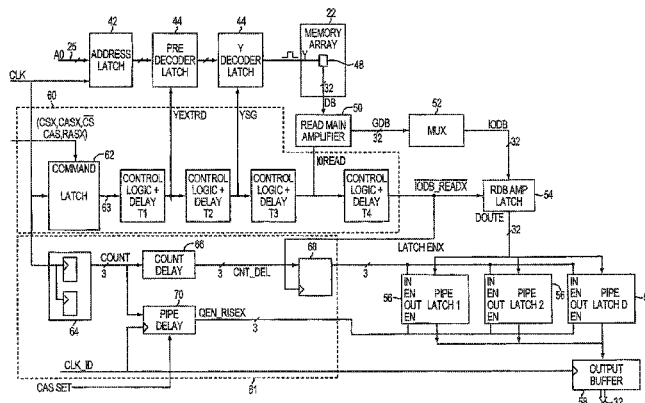 42
44
44
22
MEMORY
ARRAY
A0
25
ADDRESS
LATCH
PRE
DECODER
LATCH
Y
DECODER
LATCH
Y
48
CLK
32
DB
60
50
52
(CSX,CASX,CS
CAS,RASX)
YEXTRD
YSG
READ MAIN
AMPLIFIER
GDB
32
MUX
IODB
62
COMMAND
LATCH
63
IOREAD
32
CONTROL
LOGIC +
DELAY
T1
CONTROL
LOGIC +
DELAY
T2
CONTROL
LOGIC +
DELAY
T3
CONTROL
LOGIC +
DELAY
T4
IODB_READX
RDB AMP
LATCH
54
DOUTE
32
66
68
LATCH ENX
COUNT
3
COUNT
DELAY
3
CNT_DEL
3
64
70
PIPE
DELAY
QEN_RISEX
3
56
IN
EN
OUT
EN
PIPE
LATCH 1
IN
EN
OUT
EN
PIPE
LATCH 2
56
IN
EN
OUT
EN
PIPE
LATCH D
CLK_ID
CAS SET
61
OUTPUT
BUFFER
58
32